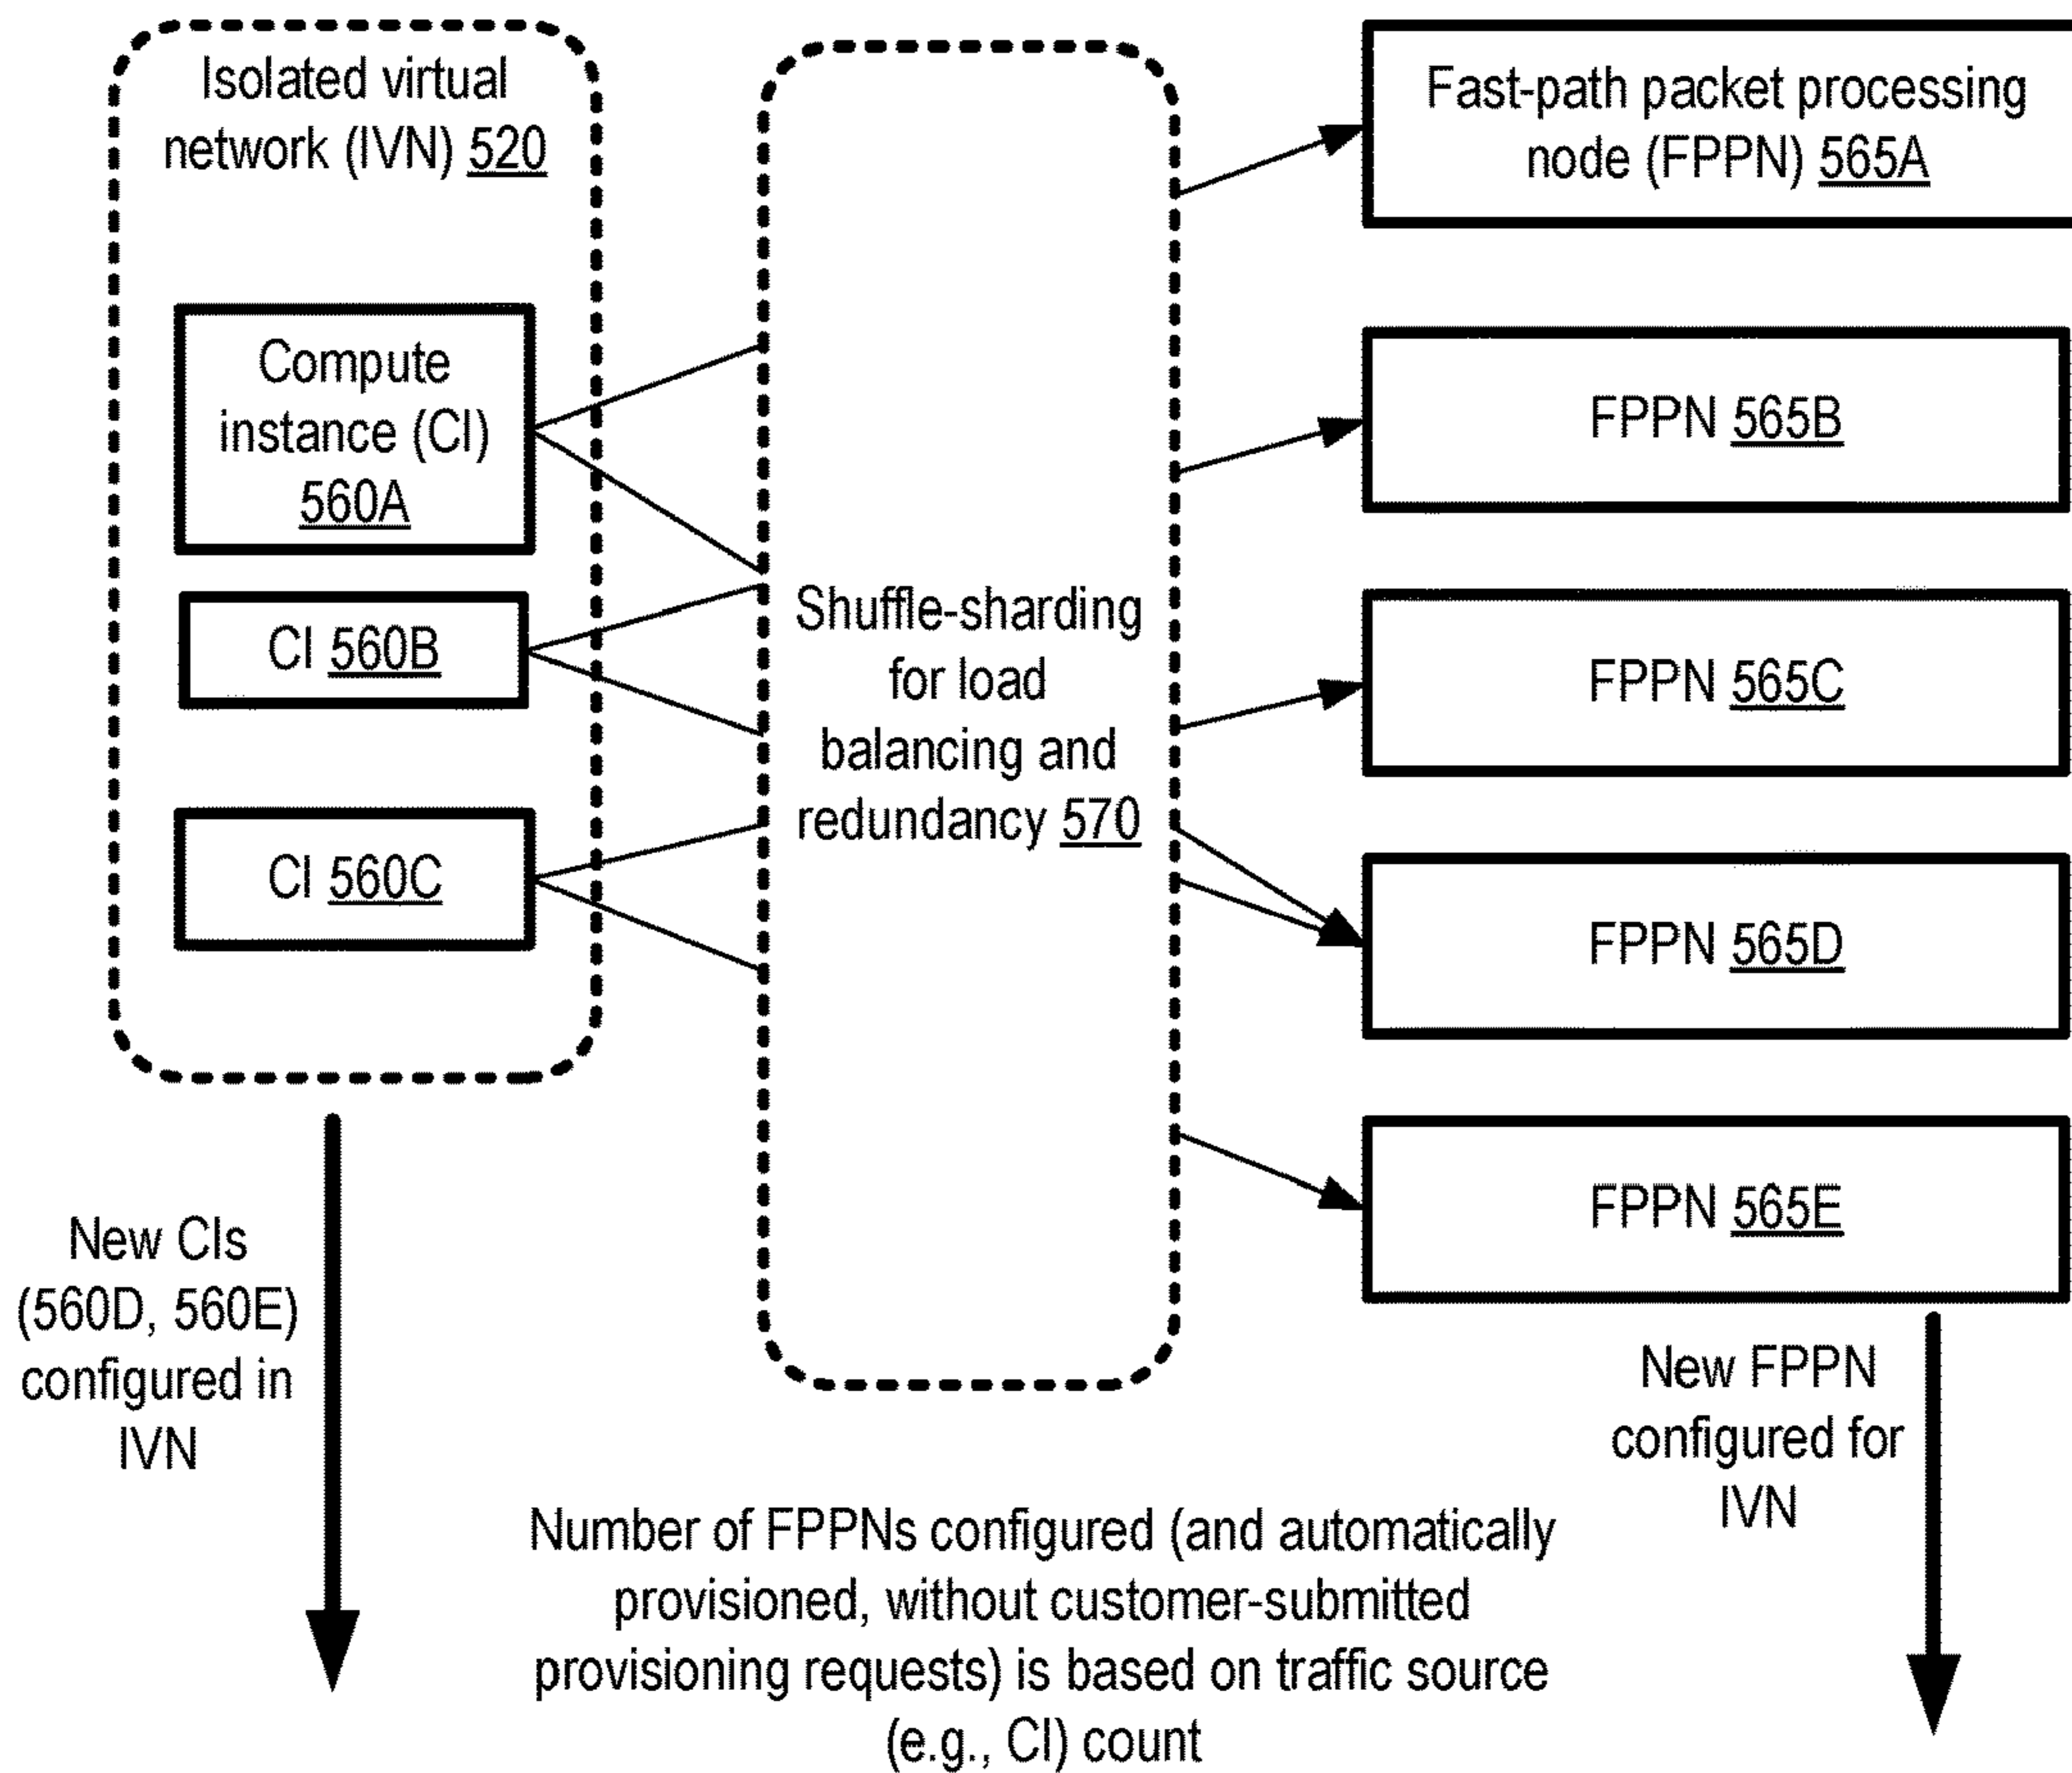 Isolated virtual
network (IVN) 520
Compute
instance (CI)
560A
CI 560B
CI 560C
New CIs
(560D, 560E)
configured in
IVN
Shuffle-sharding
for load
balancing and
redundancy 570
Fast-path packet processing
node (FPPN) 565A
FPPN 565B
FPPN 565C
FPPN 565D
FPPN 565E
New FPPN
configured for
IVN
Number of FPPNs configured (and automatically
provisioned, without customer-submitted
provisioning requests) is based on traffic source
(e.g., CI) count